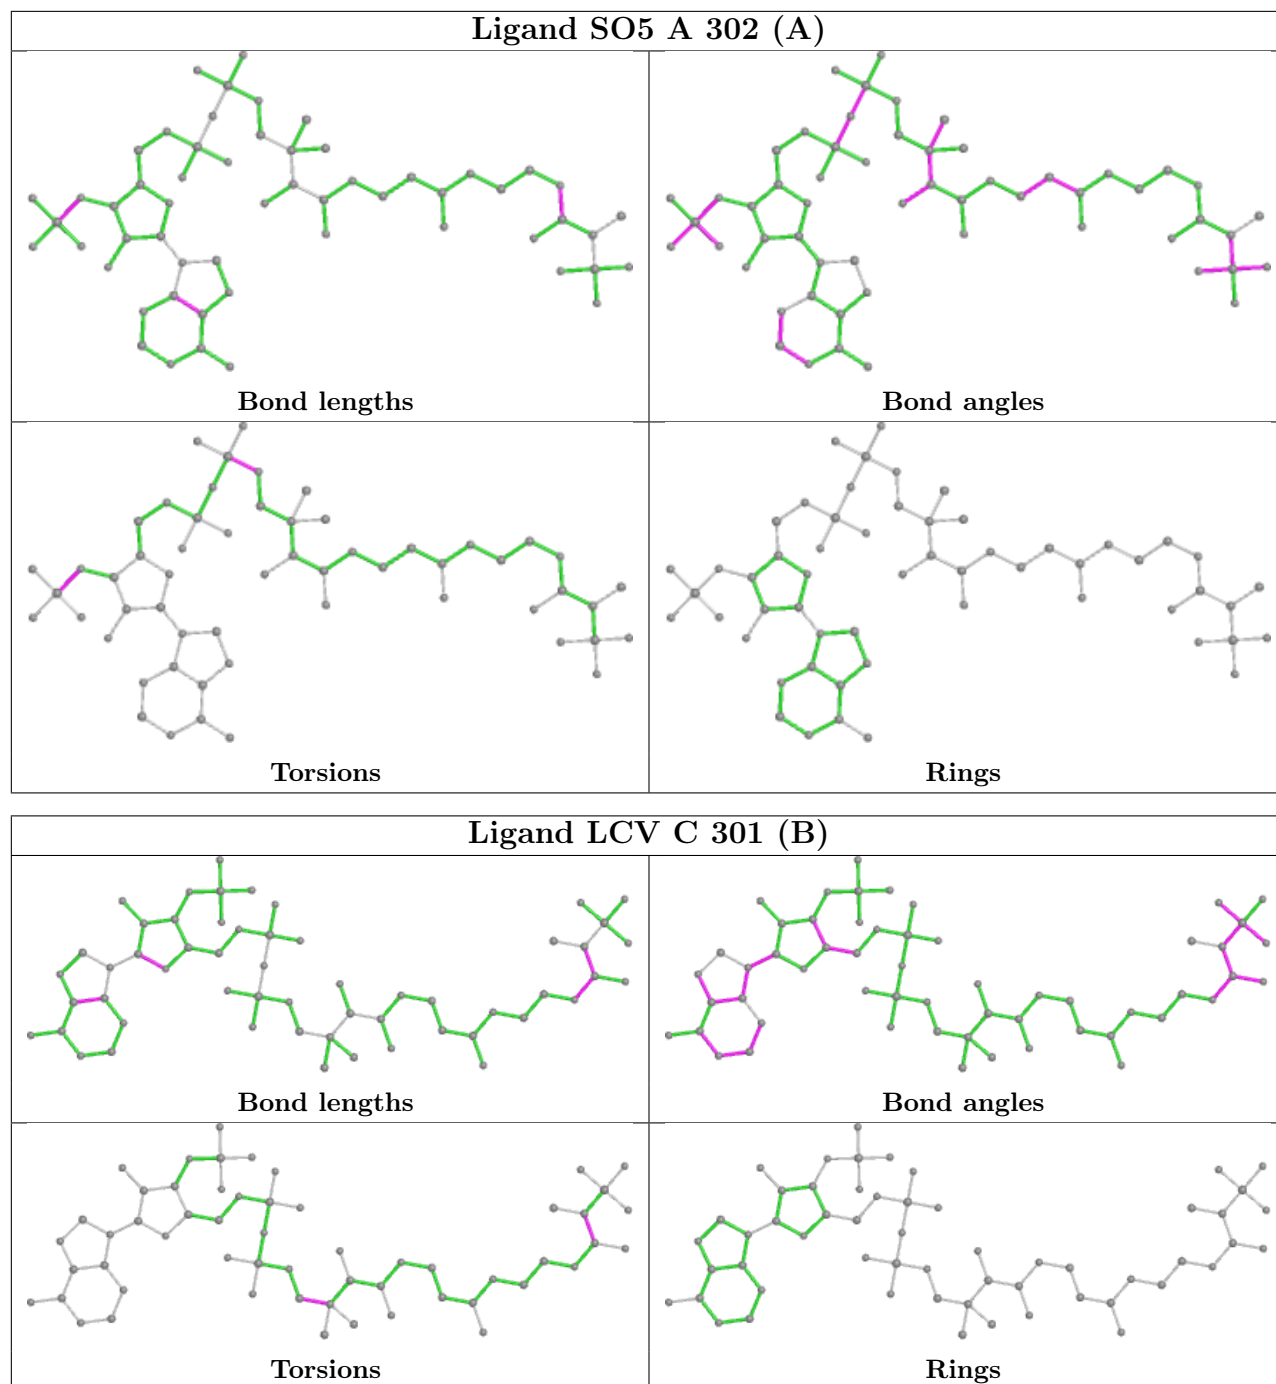 Ligand SO5 A 302 (A)
Bond lengths
Bond angles
Torsions
Rings
Ligand LCV C 301 (B)
Bond lengths
Bond angles
Torsions
Rings